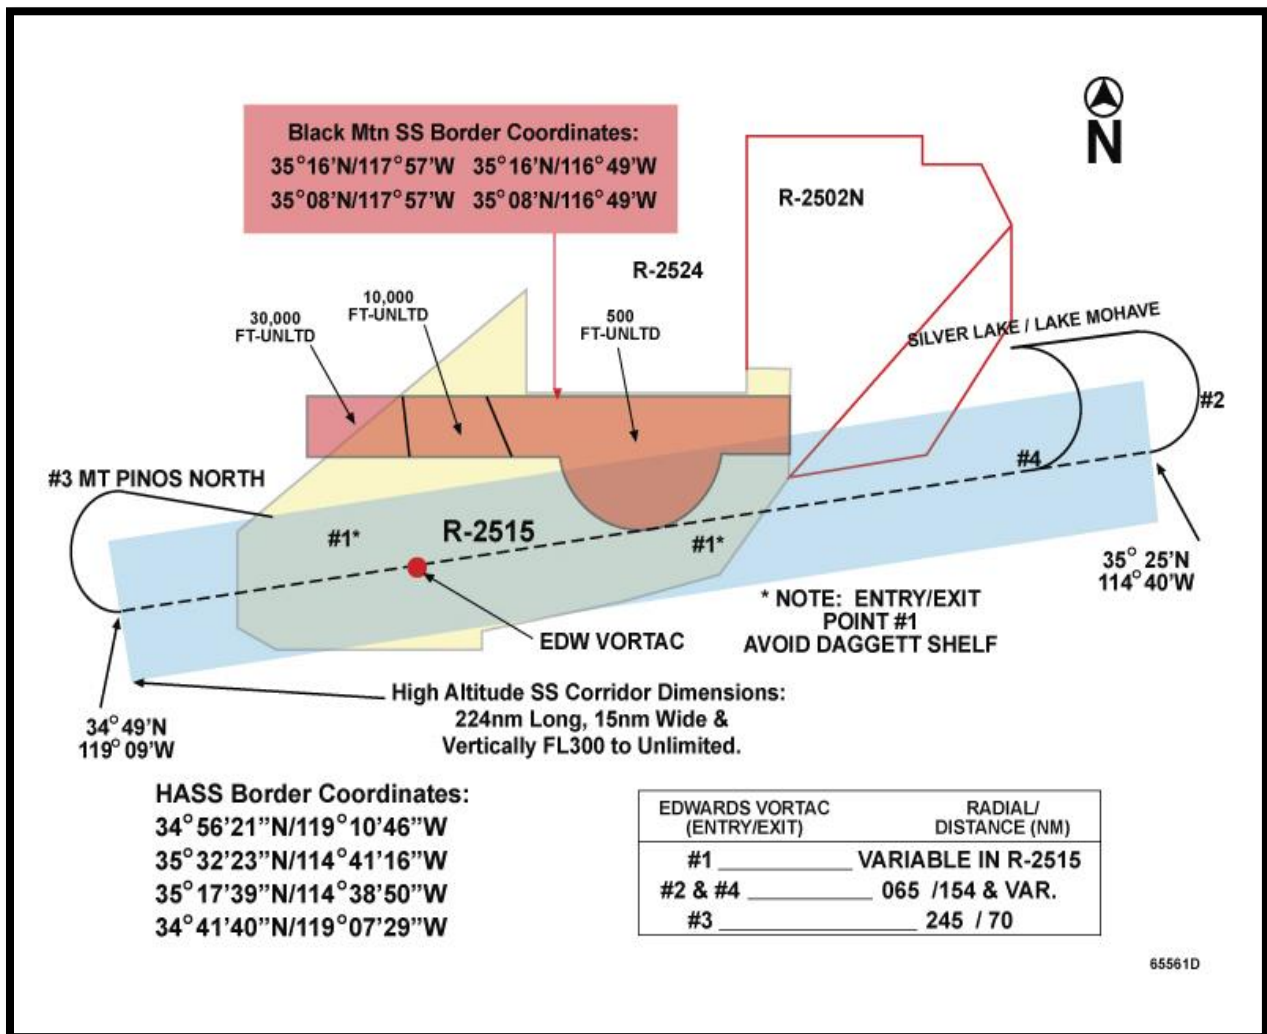 Black Mtn SS Border Coordinates:
35°16'N/117°57'W 35°16'N/116°49'W
35°08'N/117°57'W 35°08'N/116°49'W
N
R-2502N
R-2524
30,000
FT-UNLTD
10,000
FT-UNLTD
500
FT-UNLTD
SILVER LAKE / LAKE MOHAVE
#2
#4
#3 MT PINOS NORTH
#1*
R-2515
#1*
35° 25'N
114° 40'W
* NOTE: ENTRY/EXIT
POINT #1
AVOID DAGGETT SHELF
EDW VORTAC
High Altitude SS Corridor Dimensions:
224nm Long, 15nm Wide &
Vertically FL300 to Unlimited.
34° 49'N
119° 09'W
HASS Border Coordinates:
34°56'21"N/119°10'46"W
35°32'23"N/114°41'16"W
35°17'39"N/114°38'50"W
34°41'40"N/119°07'29"W
EDWARDS VORTAC RADIAL/
(ENTRY/EXIT) DISTANCE (NM)
#1 __________ VARIABLE IN R-2515
#2 & #4 _________ 065 /154 & VAR.
#3 ______________ 245 / 70
65561D